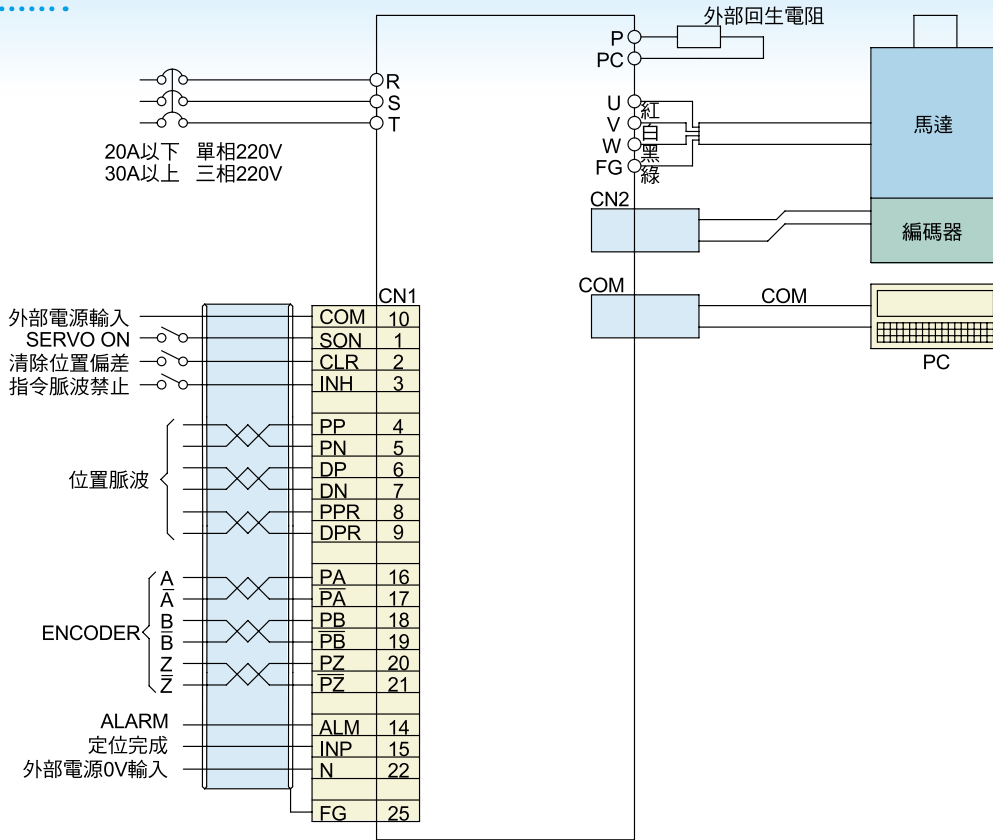 外部回生電阻
P
PC
R
S
T
20A以下 單相220V
30A以上 三相220V
U 紅
V 白
W 黑
FG 綠
馬達
CN2
編碼器
COM
COM
PC
CN1
外部電源輸入 COM 10
SERVO ON SON 1
清除位置偏差 CLR 2
指令脈波禁止 INH 3
位置脈波
PP 4
PN 5
DP 6
DN 7
PPR 8
DPR 9
ENCODER
A PA 16
A̅ P̅A̅ 17
B PB 18
B̅ P̅B̅ 19
Z PZ 20
Z̅ P̅Z̅ 21
ALARM ALM 14
定位完成 INP 15
外部電源0V輸入 N 22
FG 25